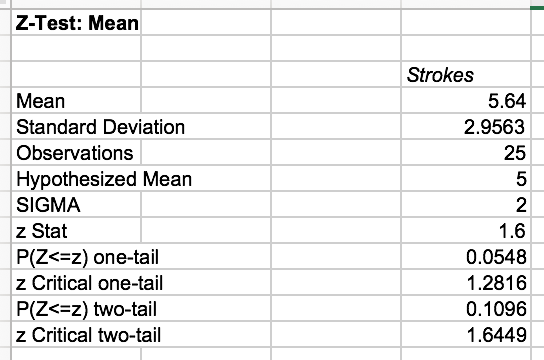 Z-Test: Mean
Strokes
Mean 5.64
Standard Deviation 2.9563
Observations 25
Hypothesized Mean 5
SIGMA 2
z Stat 1.6
P(Z<=z) one-tail 0.0548
z Critical one-tail 1.2816
P(Z<=z) two-tail 0.1096
z Critical two-tail 1.6449